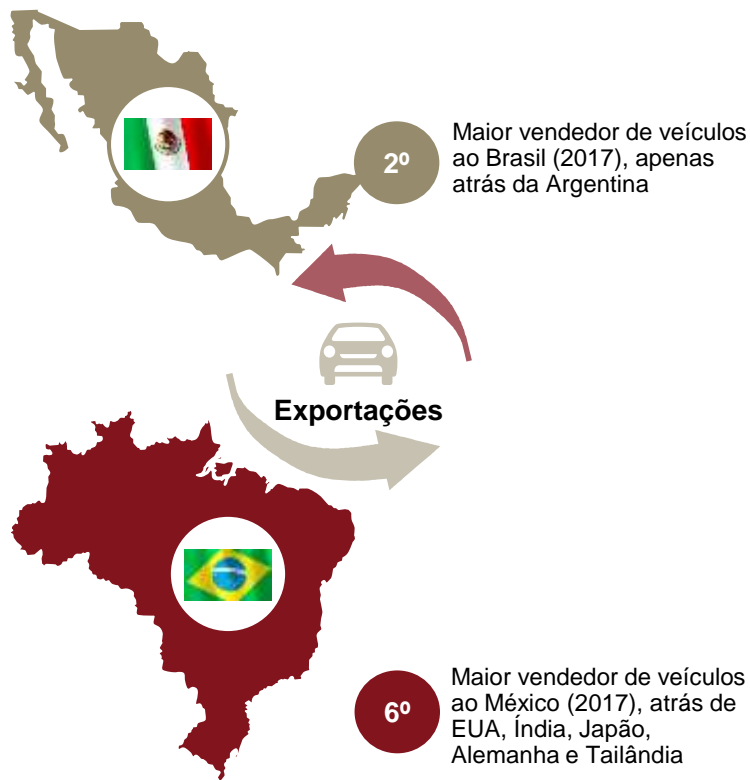 2º
Maior vendedor de veículos
ao Brasil (2017), apenas
atrás da Argentina
Exportações
6º
Maior vendedor de veículos
ao México (2017), atrás de
EUA, Índia, Japão,
Alemanha e Tailândia